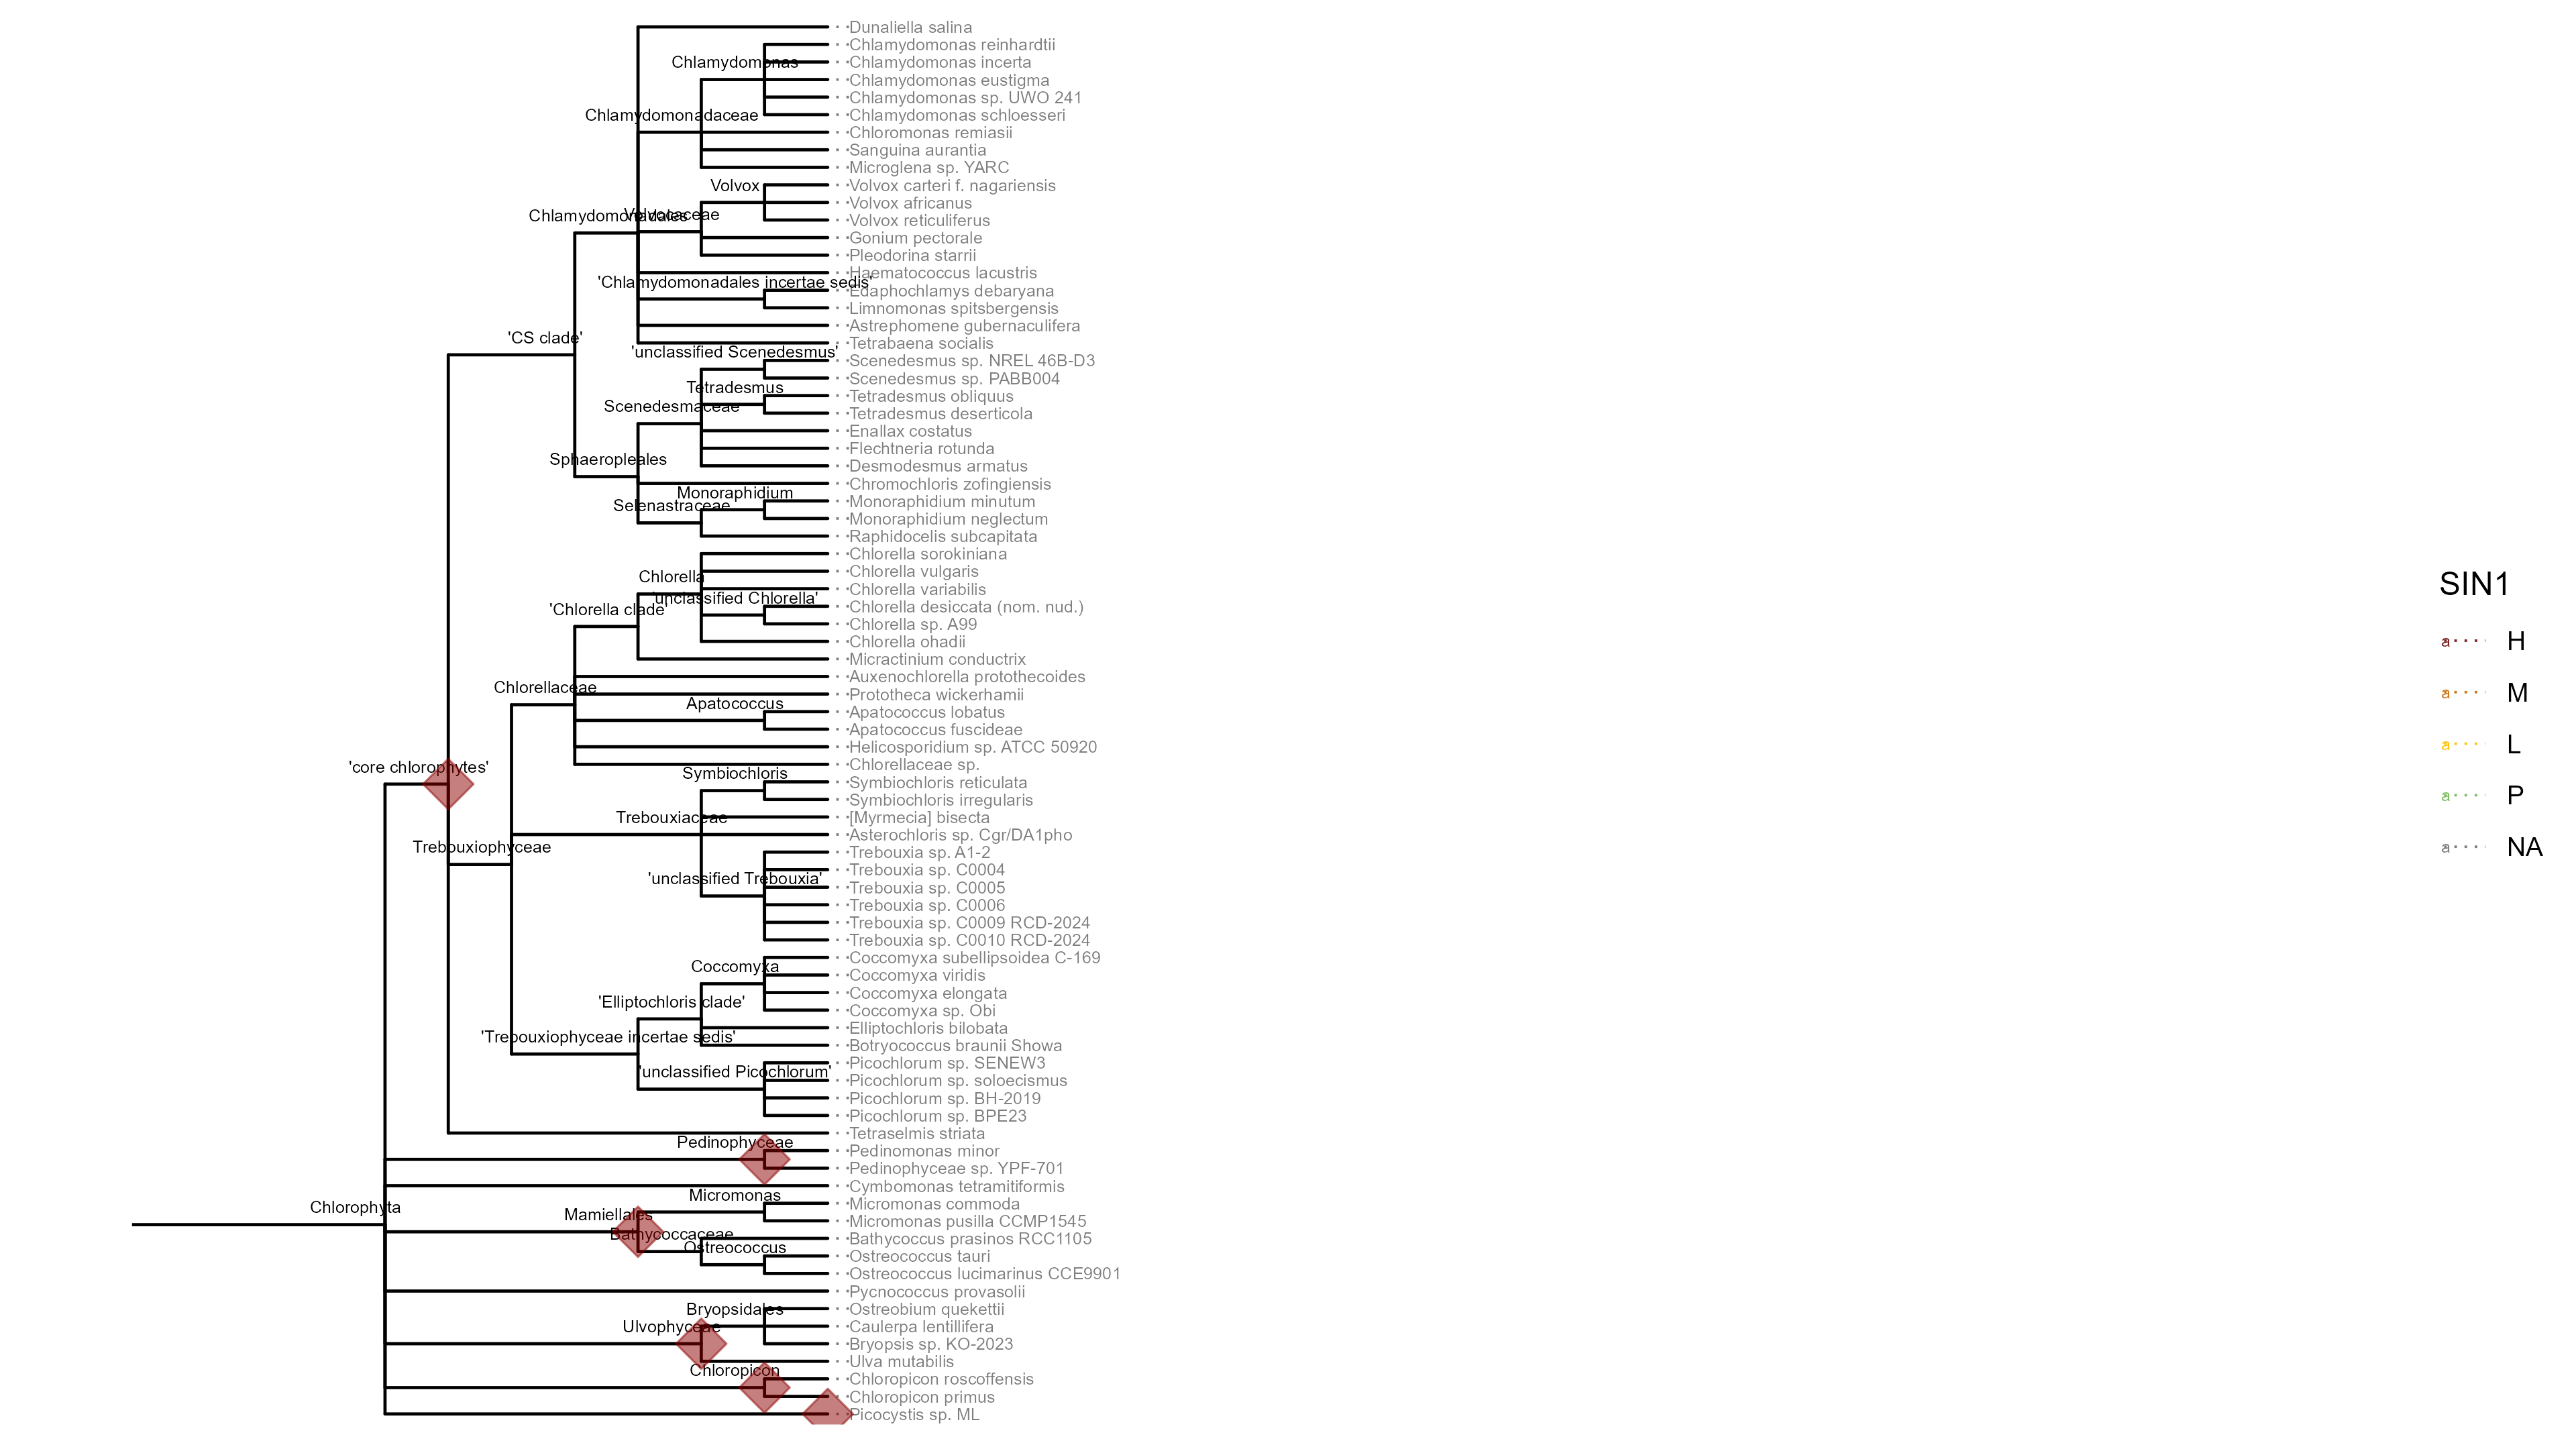 Dunaliella salina
Chlamydomonas reinhardtii
Chlamydomonas
Chlamydomonas incerta
Chlamydomonas eustigma
Chlamydomonas sp. UWO 241
Chlamydomonadaceae
Chlamydomonas schloesseri
Chloromonas remiasii
Sanguina aurantia
Microglena sp. YARC
Volvox
Volvox carteri f. nagariensis
Volvox africanus
Chlamydomonadales
Volvocaceae
Volvox reticuliferus
Gonium pectorale
Pleodorina starrii
Haematococcus lacustris
'Chlamydomonadales incertae sedis'
Edaphochlamys debaryana
Limnomonas spitsbergensis
Astrephomene gubernaculifera
'CS clade'
Tetrabaena socialis
'unclassified Scenedesmus'
Scenedesmus sp. NREL 46B-D3
Scenedesmus sp. PABB004
Tetradesmus
Tetradesmus obliquus
Scenedesmaceae
Tetradesmus deserticola
Enallax costatus
Flechtneria rotunda
Sphaeropleales
Desmodesmus armatus
Chromochloris zofingiensis
Monoraphidium
Monoraphidium minutum
Selenastraceae
Monoraphidium neglectum
Raphidocelis subcapitata
Chlorella sorokiniana
Chlorella
Chlorella vulgaris
Chlorella variabilis
'unclassified Chlorella'
'Chlorella clade'
Chlorella desiccata (nom. nud.)
Chlorella sp. A99
Chlorella ohadii
Micractinium conductrix
Auxenochlorella protothecoides
Chlorellaceae
Prototheca wickerhamii
Apatococcus
Apatococcus lobatus
Apatococcus fuscideae
Helicosporidium sp. ATCC 50920
'core chlorophytes'
Chlorellaceae sp.
Symbiochloris
Symbiochloris reticulata
Symbiochloris irregularis
Trebouxiaceae
[Myrmecia] bisecta
Asterochloris sp. Cgr/DA1pho
Trebouxiophyceae
Trebouxia sp. A1-2
Trebouxia sp. C0004
'unclassified Trebouxia'
Trebouxia sp. C0005
Trebouxia sp. C0006
Trebouxia sp. C0009 RCD-2024
Trebouxia sp. C0010 RCD-2024
Coccomyxa subellipsoidea C-169
Coccomyxa
Coccomyxa viridis
Coccomyxa elongata
'Elliptochloris clade'
Coccomyxa sp. Obi
Elliptochloris bilobata
'Trebouxiophyceae incertae sedis'
Botryococcus braunii Showa
Picochlorum sp. SENEW3
'unclassified Picochlorum'
Picochlorum sp. soloecismus
Picochlorum sp. BH-2019
Picochlorum sp. BPE23
Tetraselmis striata
Pedinophyceae
Pedinomonas minor
Pedinophyceae sp. YPF-701
Cymbomonas tetramitiformis
Micromonas
Micromonas commoda
Chlorophyta
Mamiellales
Micromonas pusilla CCMP1545
Bathycoccaceae
Bathycoccus prasinos RCC1105
Ostreococcus
Ostreococcus tauri
Ostreococcus lucimarinus CCE9901
Pycnococcus provasolii
Bryopsidales
Ostreobium quekettii
Ulvophyceae
Caulerpa lentillifera
Bryopsis sp. KO-2023
Ulva mutabilis
Chloropicon
Chloropicon roscoffensis
Chloropicon primus
Picocystis sp. ML
SIN1
a H
a M
a L
a P
a NA